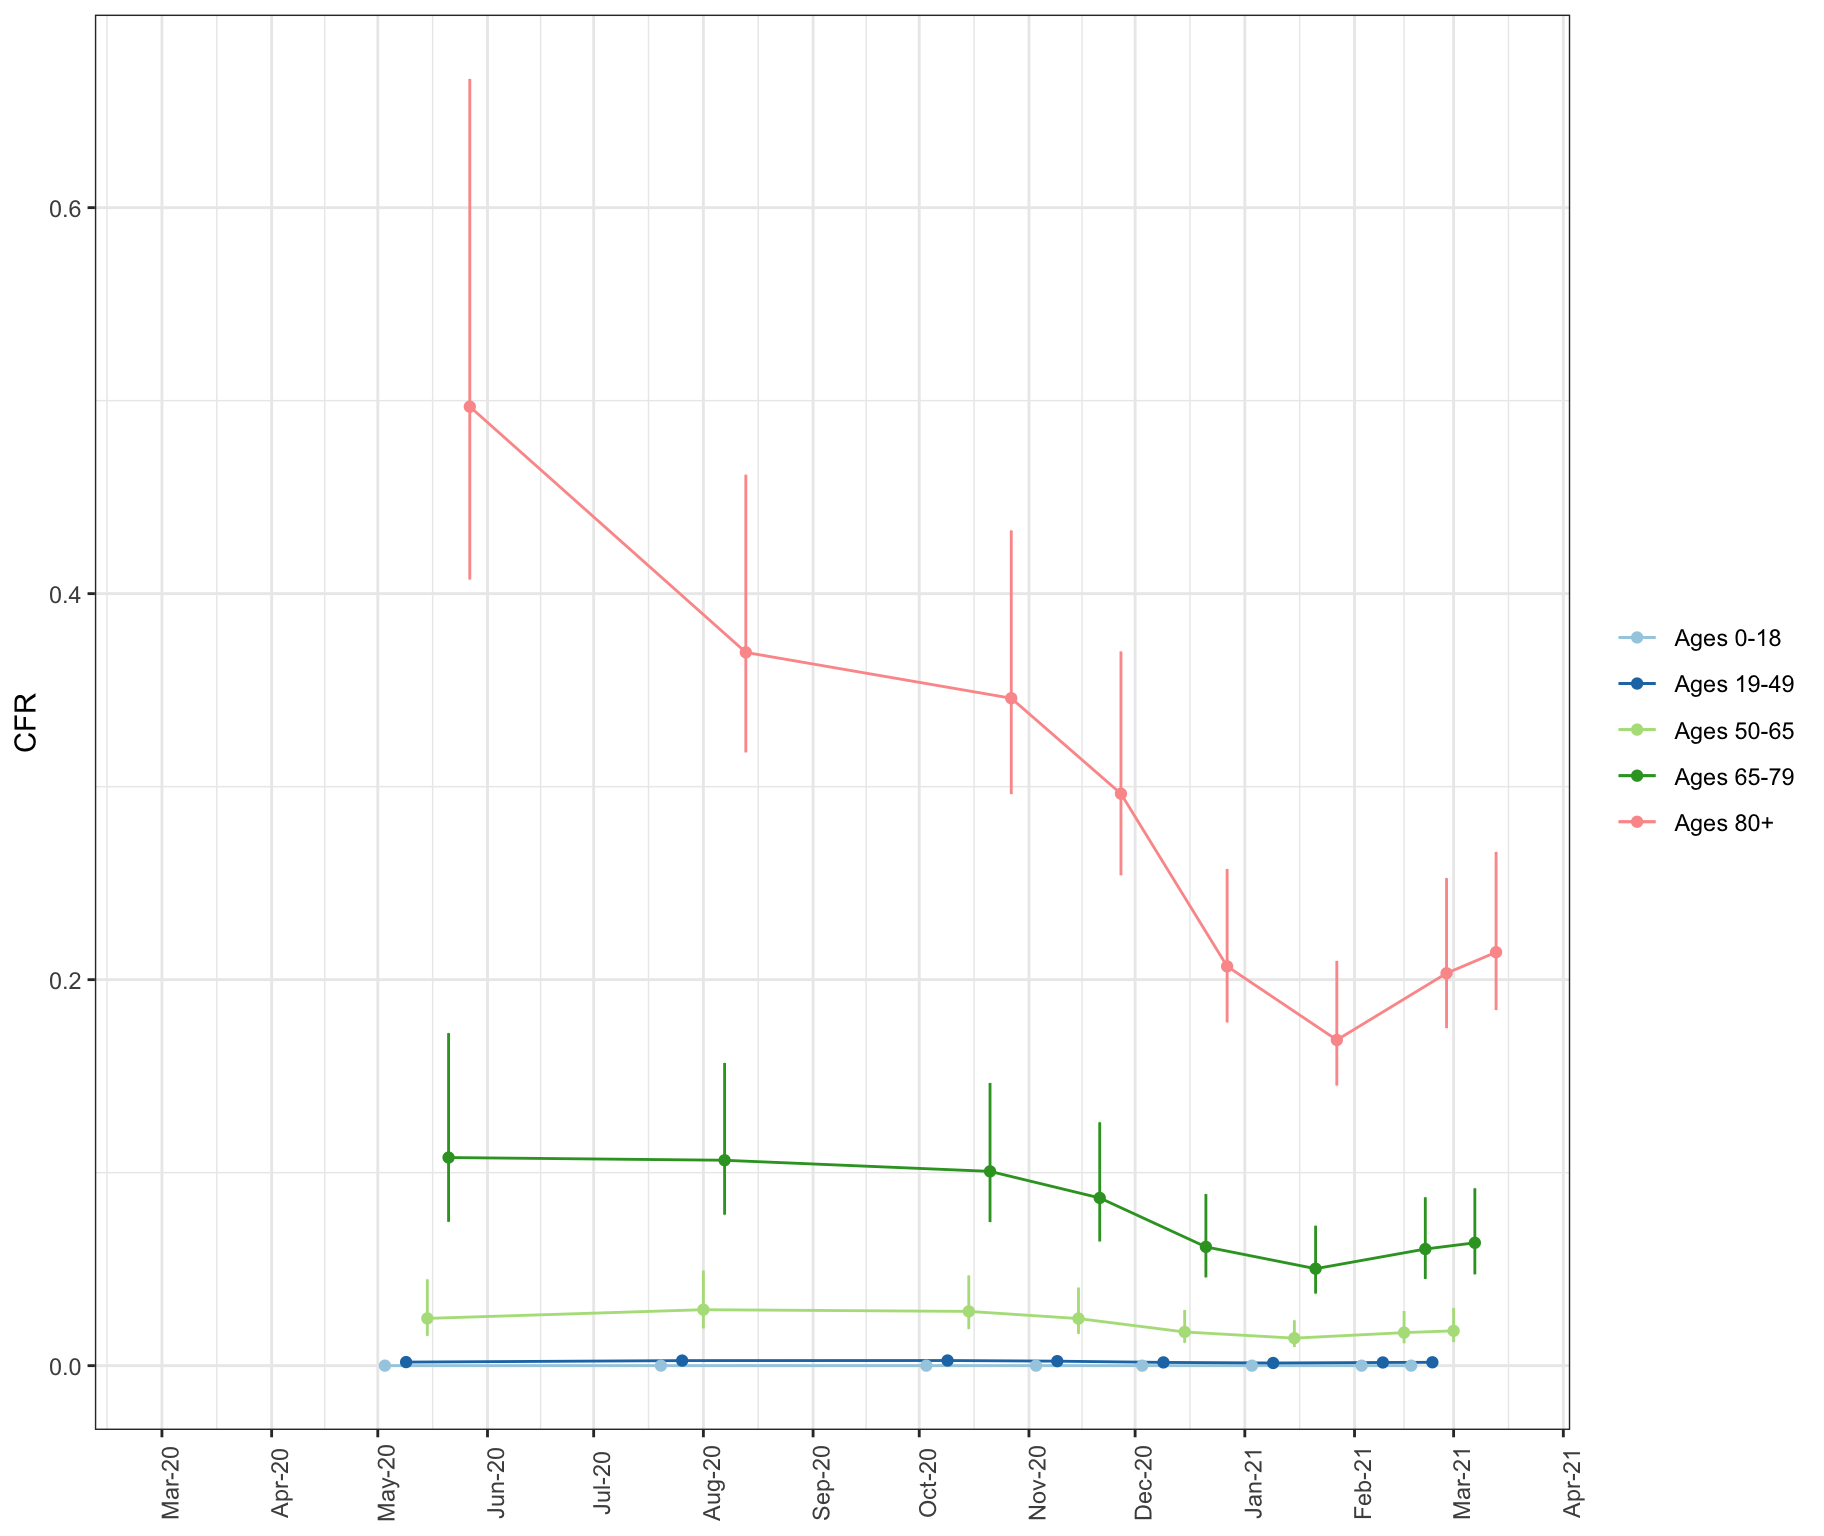 0.6
0.4
0.2
0.0
CFR
Mar-20
Apr-20
May-20
Jun-20
Jul-20
Aug-20
Sep-20
Oct-20
Nov-20
Dec-20
Jan-21
Feb-21
Mar-21
Apr-21
Ages 0-18
Ages 19-49
Ages 50-65
Ages 65-79
Ages 80+